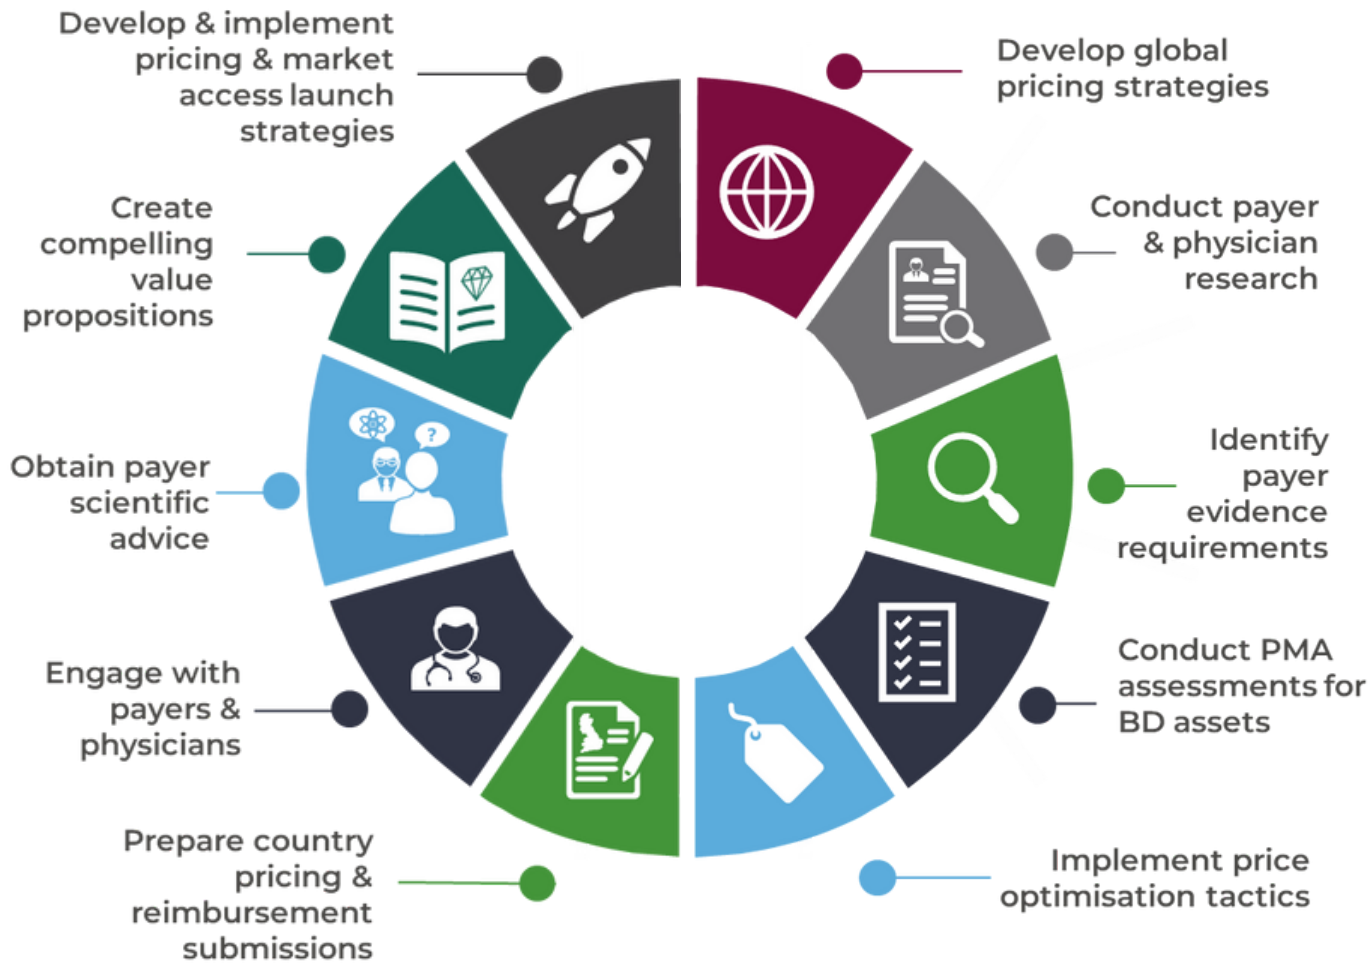 Develop & implement
pricing & market
access launch
strategies
Develop global
pricing strategies
Create
compelling
value
propositions
Conduct payer
& physician
research
Obtain payer
scientific
advice
?
Identify
payer
evidence
requirements
Engage with
payers &
physicians
Conduct PMA
assessments for
BD assets
Prepare country
pricing &
reimbursement
submissions
Implement price
optimisation tactics